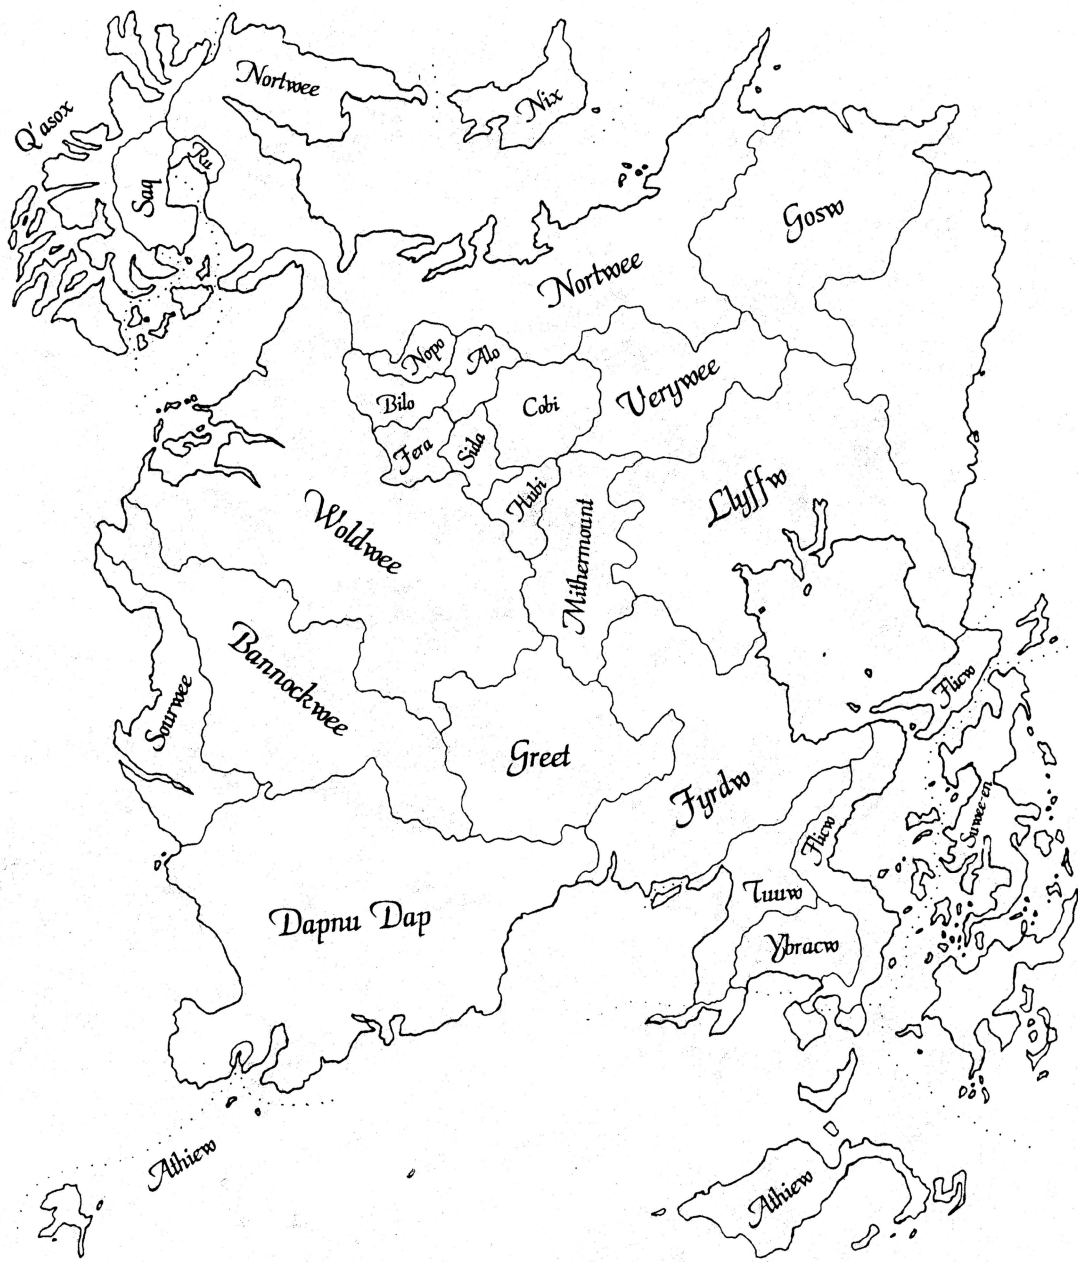 Nortwee
Nix
Q'asox
Ru
Saq
Gosw
Nortwee
Nopo
Alo
Verywee
Bilo
Cobi
Fera
Sida
Hubi
Llyffw
Woldwee
Mithermount
Bannockwee
Sourwee
Flicw
Greet
Fyrdw
Suwee-en
Flicw
Tuuw
Dapnu Dap
Ybracw
Athiew
Athiew